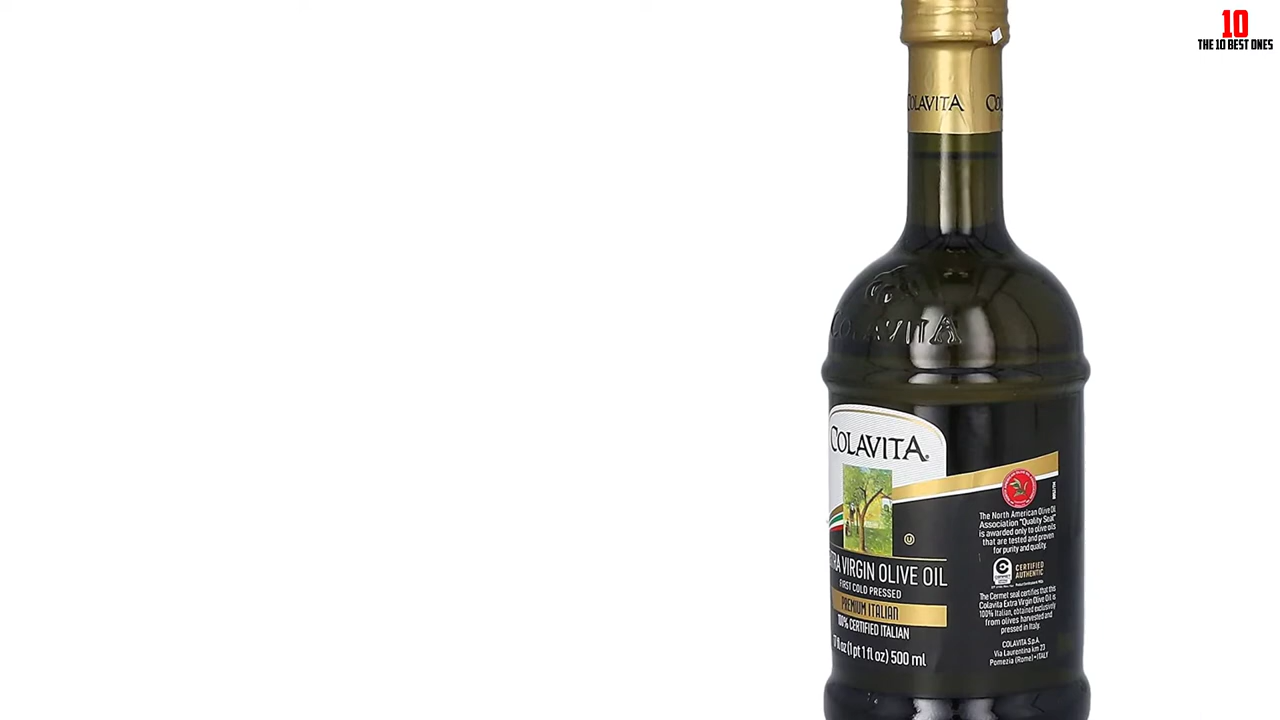 10
THE 10 BEST ONES
COLAVITA
COLAVITA
COLAVITA®
EXTRA VIRGIN OLIVE OIL
FIRST COLD PRESSED
PREMIUM ITALIAN
100% CERTIFIED ITALIAN
17 fl oz (1 pt 1 fl oz) 500 ml
The North American Olive Oil
Association "Quality Seal"
is awarded only to olive oils
that are tested and proven
for purity and quality.
CERTIFIED
AUTHENTIC
The Cermet seal certifies that this
Colavita Extra Virgin Olive Oil is
100% Italian, obtained exclusively
from olives harvested and
pressed in Italy.
COLAVITA S.p.A.
Via Laurentina km 23
Pomezia (Rome) • ITALY